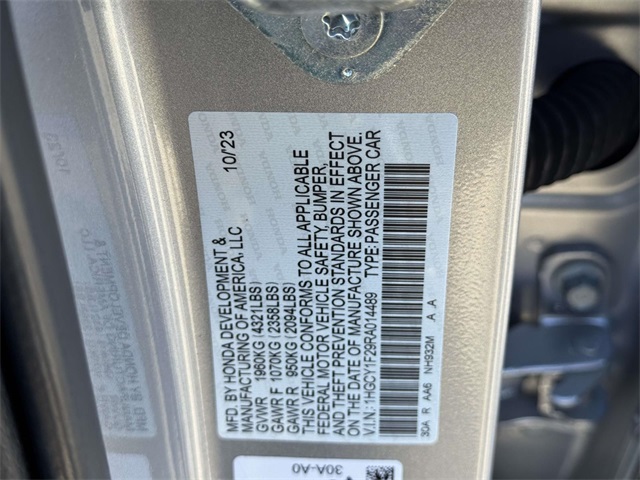 MFD BY HONDA DEVELOPMENT & 10/'23
MANUFACTURING OF AMERICA, LLC
GVWR 1960KG (4321LBS)
GAWR F 1070KG (2358LBS)
GAWR R 950KG (2094LBS)
THIS VEHICLE CONFORMS TO ALL APPLICABLE
FEDERAL MOTOR VEHICLE SAFETY, BUMPER,
AND THEFT PREVENTION STANDARDS IN EFFECT
ON THE DATE OF MANUFACTURE SHOWN ABOVE.
V.I.N.: 1HGCY1F29RA014489 TYPE: PASSENGER CAR
30A R AA6 NH932M A .A
30A-A0